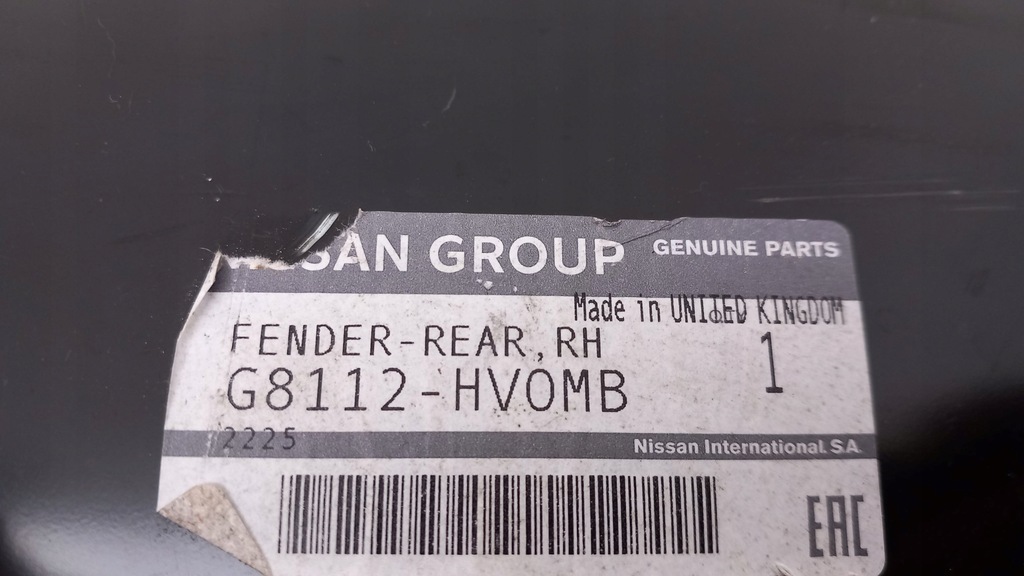 SAN GROUP GENUINE PARTS
Made in UNITED KINGDOM
FENDER-REAR,RH 1
G8112-HV0MB
2225
Nissan International SA
EAC